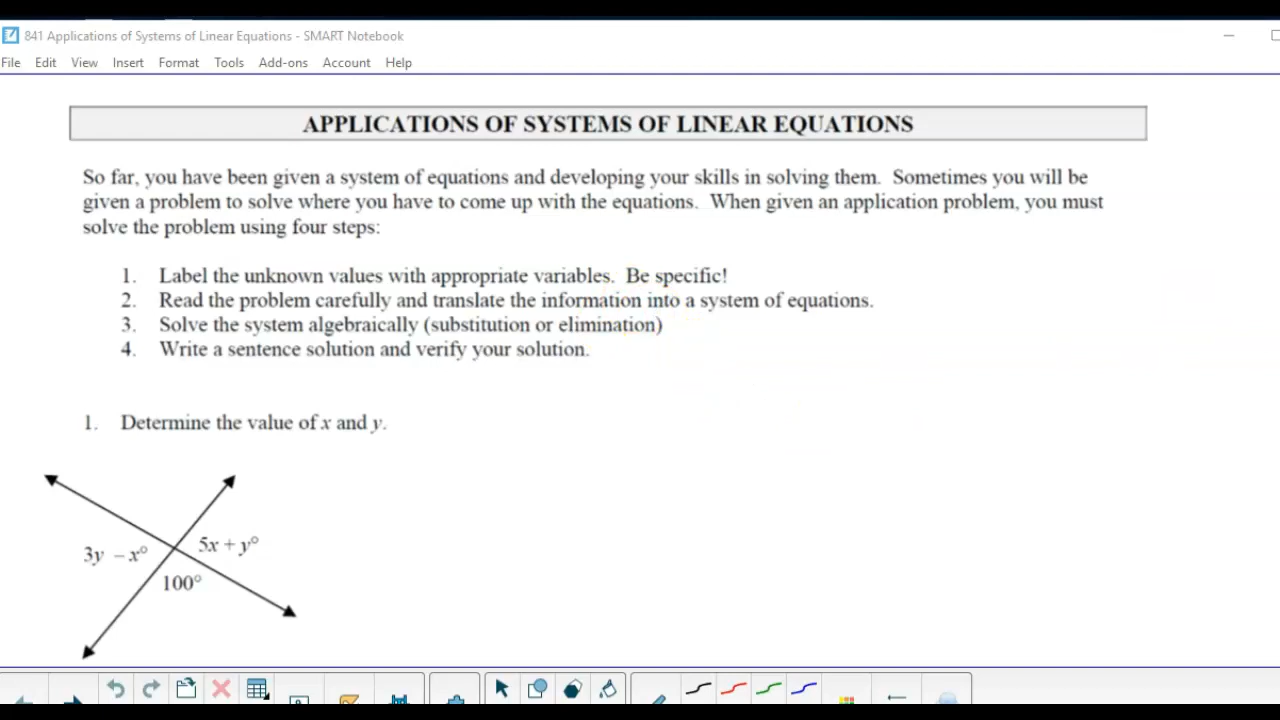 841 Applications of Systems of Linear Equations - SMART Notebook
File Edit View Insert Format Tools Add-ons Account Help
APPLICATIONS OF SYSTEMS OF LINEAR EQUATIONS
So far, you have been given a system of equations and developing your skills in solving them. Sometimes you will be
given a problem to solve where you have to come up with the equations. When given an application problem, you must
solve the problem using four steps:
1. Label the unknown values with appropriate variables. Be specific!
2. Read the problem carefully and translate the information into a system of equations.
3. Solve the system algebraically (substitution or elimination)
4. Write a sentence solution and verify your solution.
1. Determine the value of x and y.
5x + y°
3y – x°
100°